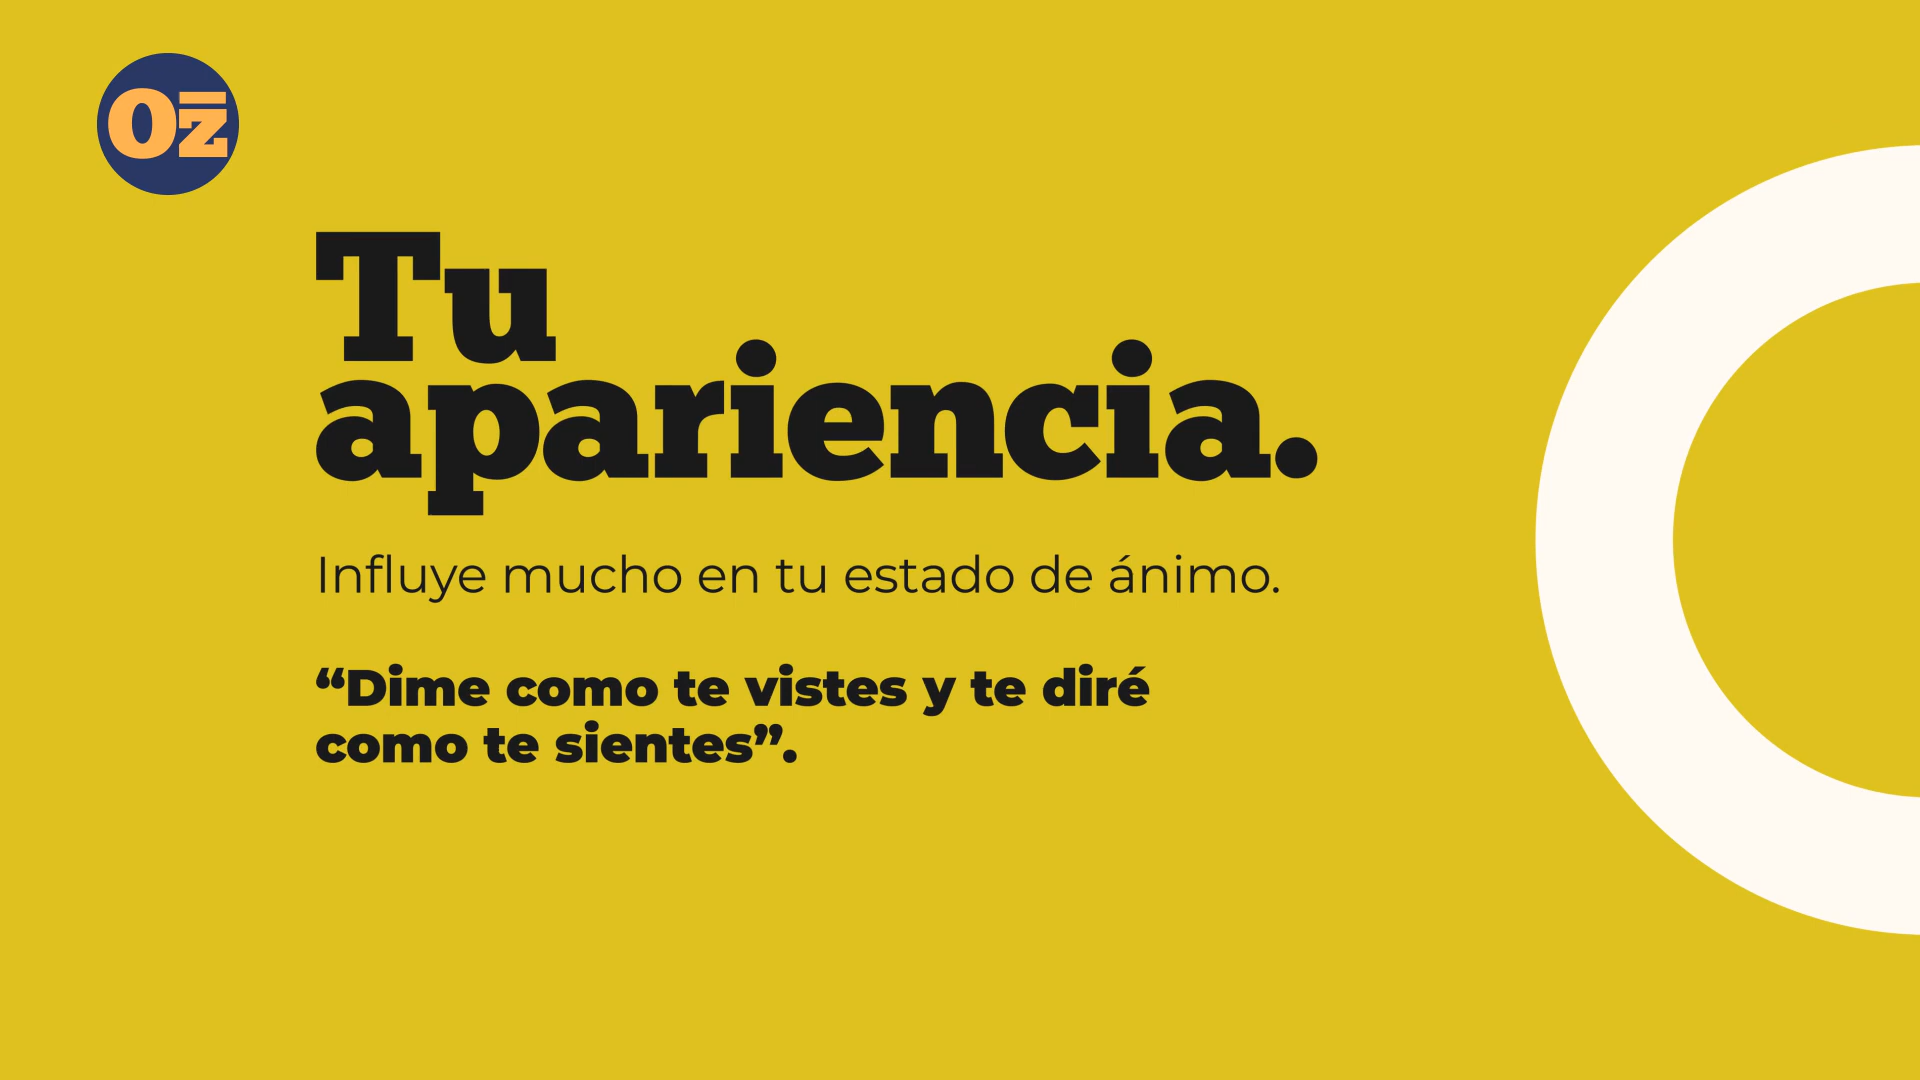 Oz
Tu
apariencia.
Influye mucho en tu estado de ánimo.
“Dime como te vistes y te diré
como te sientes”.